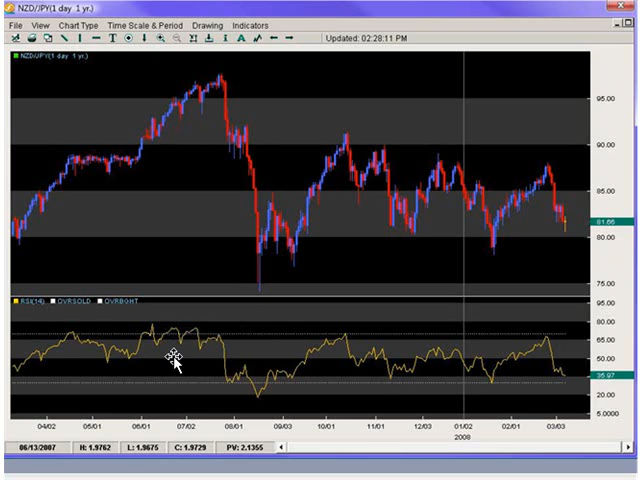 NZD/JPY(1 day 1 yr.)
File View Chart Type Time Scale & Period Drawing Indicators
Updated: 02:28:11 PM
NZD/JPY(1 day 1 yr.)
95.00
90.00
85.00
81.66
80.00
75.00
RSI(14) OVRSOLD OVRBGHT
95.00
80.00
65.00
50.00
35.97
20.00
5.0000
04/02 05/01 06/01 07/02 08/01 09/03 10/01 11/01 12/03 01/02 02/01 03/03
2008
06/13/2007 H: 1.9762 L: 1.9675 C: 1.9729 PV: 2.1355